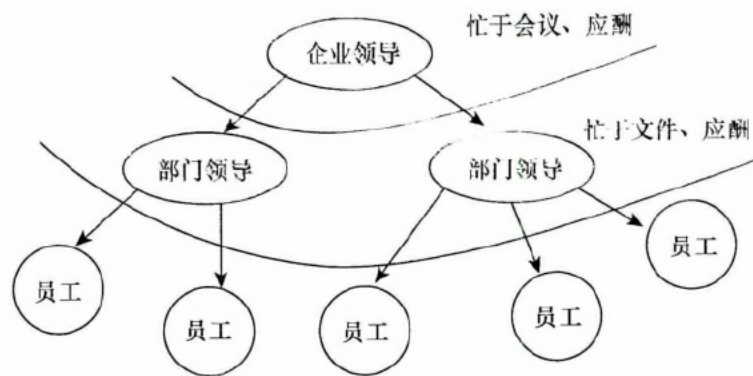 忙于会议、应酬
企业领导
忙于文件、应酬
部门领导
部门领导
员工
员工
员工
员工
员工